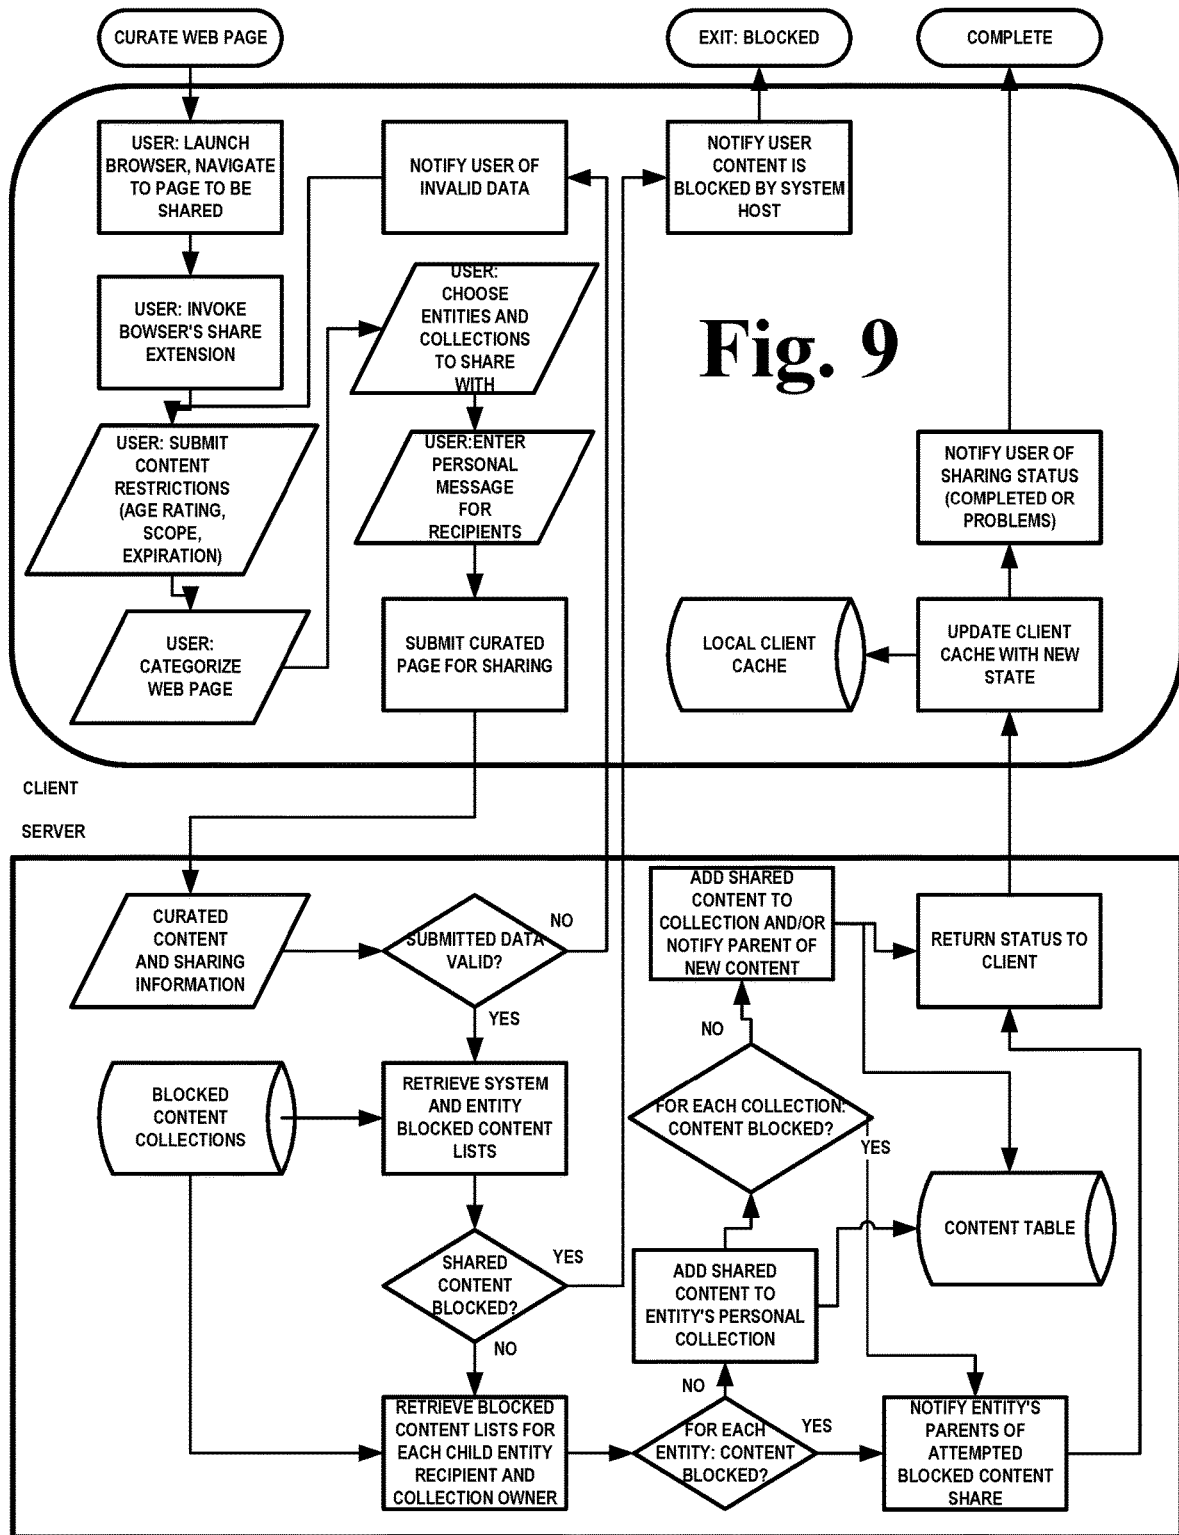 CURATE WEB PAGE
EXIT: BLOCKED
COMPLETE
USER: LAUNCH
BROWSER, NAVIGATE
TO PAGE TO BE
SHARED
NOTIFY USER OF
INVALID DATA
NOTIFY USER
CONTENT IS
BLOCKED BY SYSTEM
HOST
USER: INVOKE
BOWSER'S SHARE
EXTENSION
USER:
CHOOSE
ENTITIES AND
COLLECTIONS
TO SHARE
WITH
Fig. 9
USER: SUBMIT
CONTENT
RESTRICTIONS
(AGE RATING,
SCOPE,
EXPIRATION)
USER:ENTER
PERSONAL
MESSAGE
FOR
RECIPIENTS
NOTIFY USER OF
SHARING STATUS
(COMPLETED OR
PROBLEMS)
USER:
CATEGORIZE
WEB PAGE
SUBMIT CURATED
PAGE FOR SHARING
LOCAL CLIENT
CACHE
UPDATE CLIENT
CACHE WITH NEW
STATE
CLIENT
SERVER
CURATED
CONTENT
AND SHARING
INFORMATION
SUBMITTED DATA
VALID?
NO
YES
ADD SHARED
CONTENT TO
COLLECTION AND/OR
NOTIFY PARENT OF
NEW CONTENT
RETURN STATUS TO
CLIENT
NO
BLOCKED
CONTENT
COLLECTIONS
RETRIEVE SYSTEM
AND ENTITY
BLOCKED CONTENT
LISTS
FOR EACH COLLECTION:
CONTENT BLOCKED?
YES
CONTENT TABLE
SHARED
CONTENT
BLOCKED?
YES
NO
ADD SHARED
CONTENT TO
ENTITY'S PERSONAL
COLLECTION
NO
RETRIEVE BLOCKED
CONTENT LISTS FOR
EACH CHILD ENTITY
RECIPIENT AND
COLLECTION OWNER
FOR EACH
ENTITY: CONTENT
BLOCKED?
YES
NOTIFY ENTITY'S
PARENTS OF
ATTEMPTED
BLOCKED CONTENT
SHARE